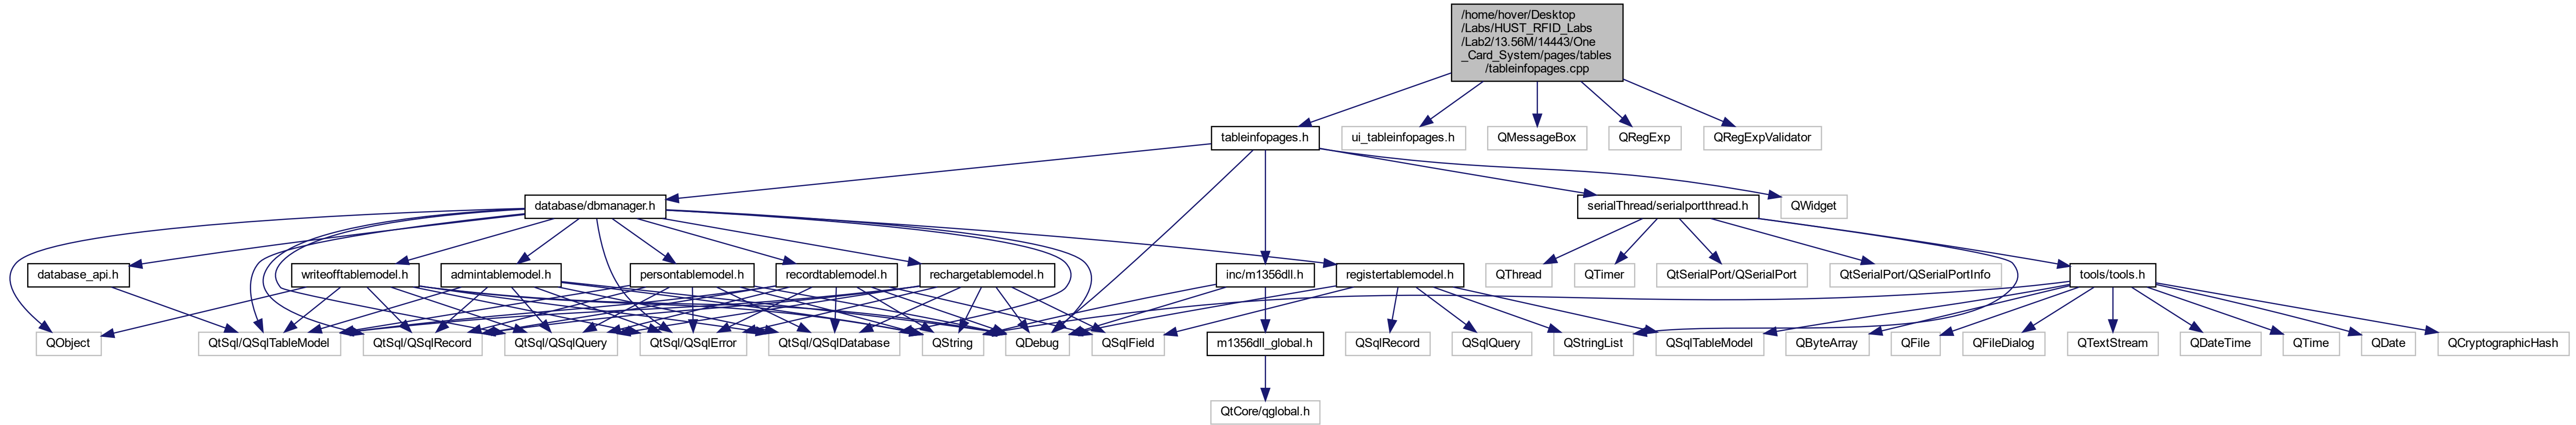 /home/hover/Desktop
/Labs/HUST_RFID_Labs
/Lab2/13.56M/14443/One
_Card_System/pages/tables
/tableinfopages.cpp
tableinfopages.h
ui_tableinfopages.h
QMessageBox
QRegExp
QRegExpValidator
database/dbmanager.h
serialThread/serialportthread.h
QWidget
database_api.h
writeofftablemodel.h
admintablemodel.h
persontablemodel.h
recordtablemodel.h
rechargetablemodel.h
inc/m1356dll.h
registertablemodel.h
QThread
QTimer
QtSerialPort/QSerialPort
QtSerialPort/QSerialPortInfo
tools/tools.h
QObject
QtSql/QSqlTableModel
QtSql/QSqlRecord
QtSql/QSqlQuery
QtSql/QSqlError
QtSql/QSqlDatabase
QString
QDebug
QSqlField
m1356dll_global.h
QSqlRecord
QSqlQuery
QStringList
QSqlTableModel
QByteArray
QFile
QFileDialog
QTextStream
QDateTime
QTime
QDate
QCryptographicHash
QtCore/qglobal.h